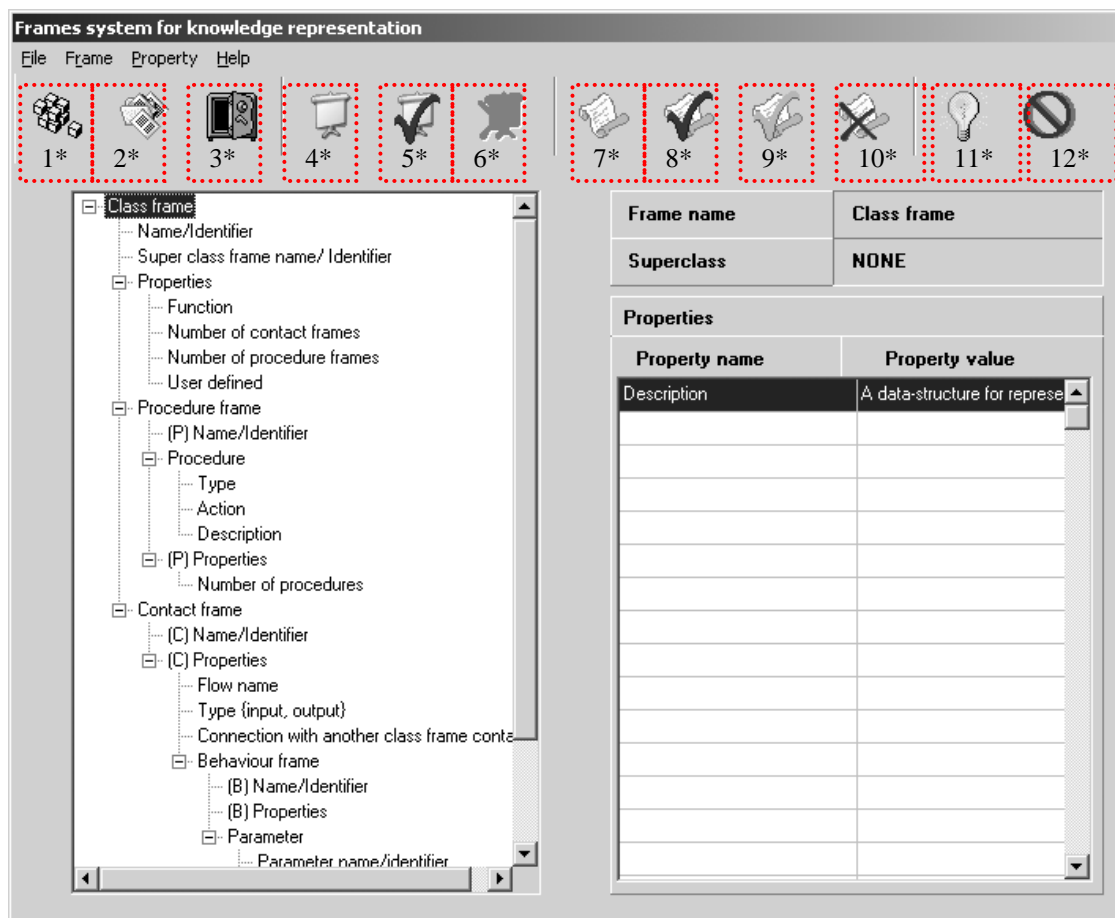 Frames system for knowledge representation
File Frame Property Help
1* 2* 3* 4* 5* 6* 7* 8* 9* 10* 11* 12*
Class frame
Name/Identifier
Super class frame name/ Identifier
Properties
Function
Number of contact frames
Number of procedure frames
User defined
Procedure frame
(P) Name/Identifier
Procedure
Type
Action
Description
(P) Properties
Number of procedures
Contact frame
(C) Name/Identifier
(C) Properties
Flow name
Type {input, output}
Connection with another class frame conta
Behaviour frame
(B) Name/Identifier
(B) Properties
Parameter
Parameter name/identifier
Frame name Class frame
Superclass NONE
Properties
Property name Property value
Description A data-structure for represe